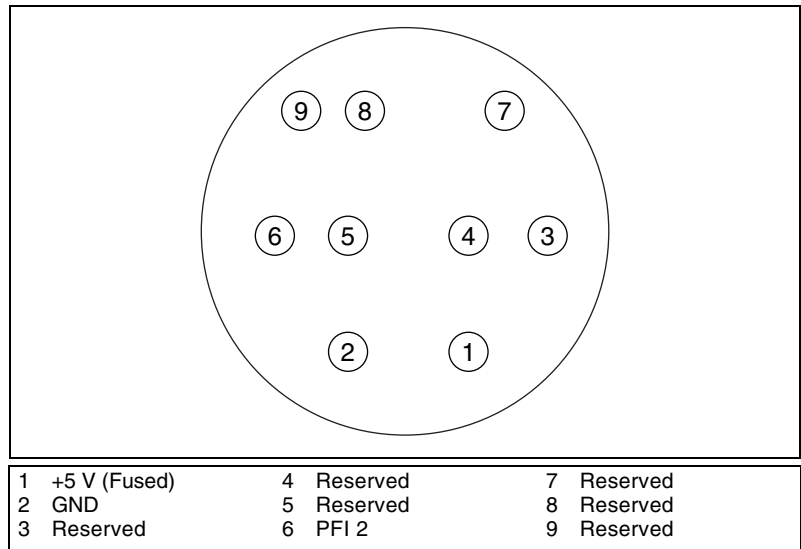 9 8 7
6 5 4 3
2 1
1 +5 V (Fused) 4 Reserved 7 Reserved
2 GND 5 Reserved 8 Reserved
3 Reserved 6 PFI 2 9 Reserved